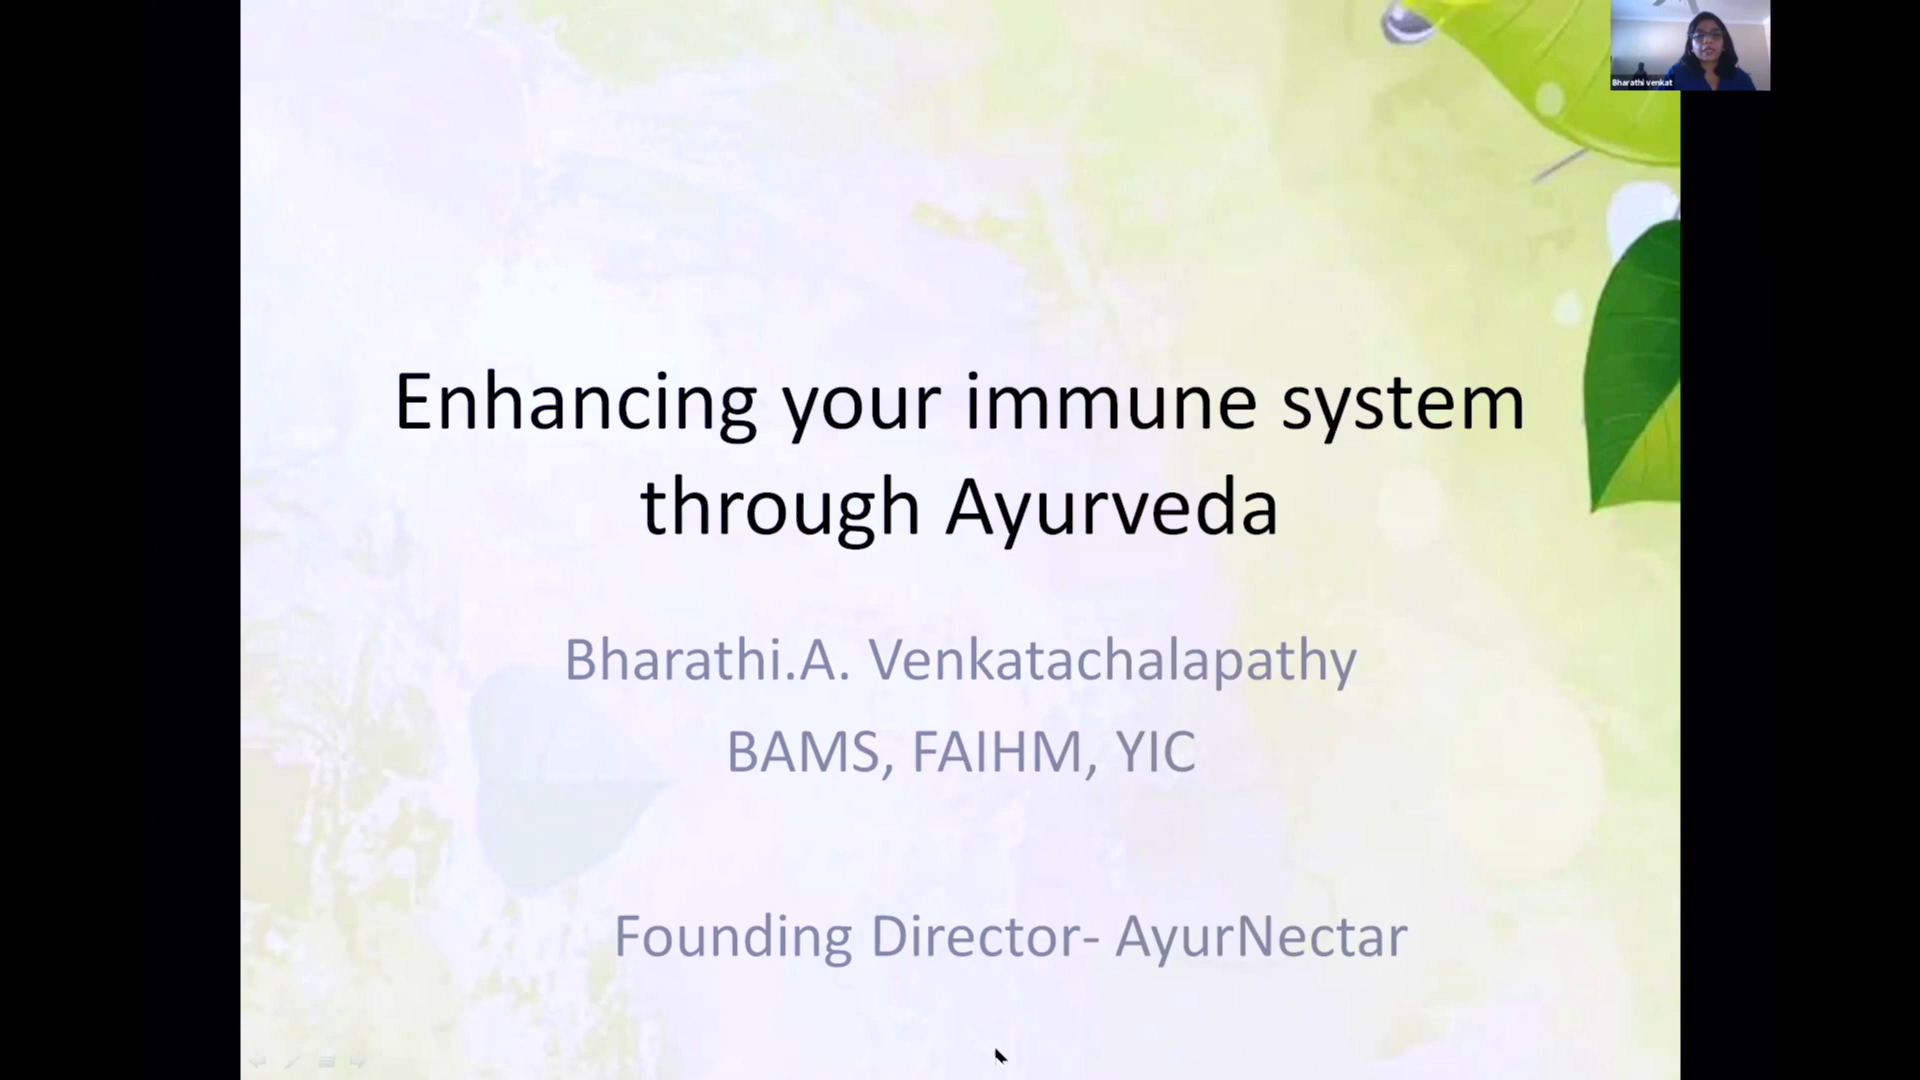 Bharathi venkat
Enhancing your immune system
through Ayurveda
Bharathi.A. Venkatachalapathy
BAMS, FAIHM, YIC
Founding Director- AyurNectar